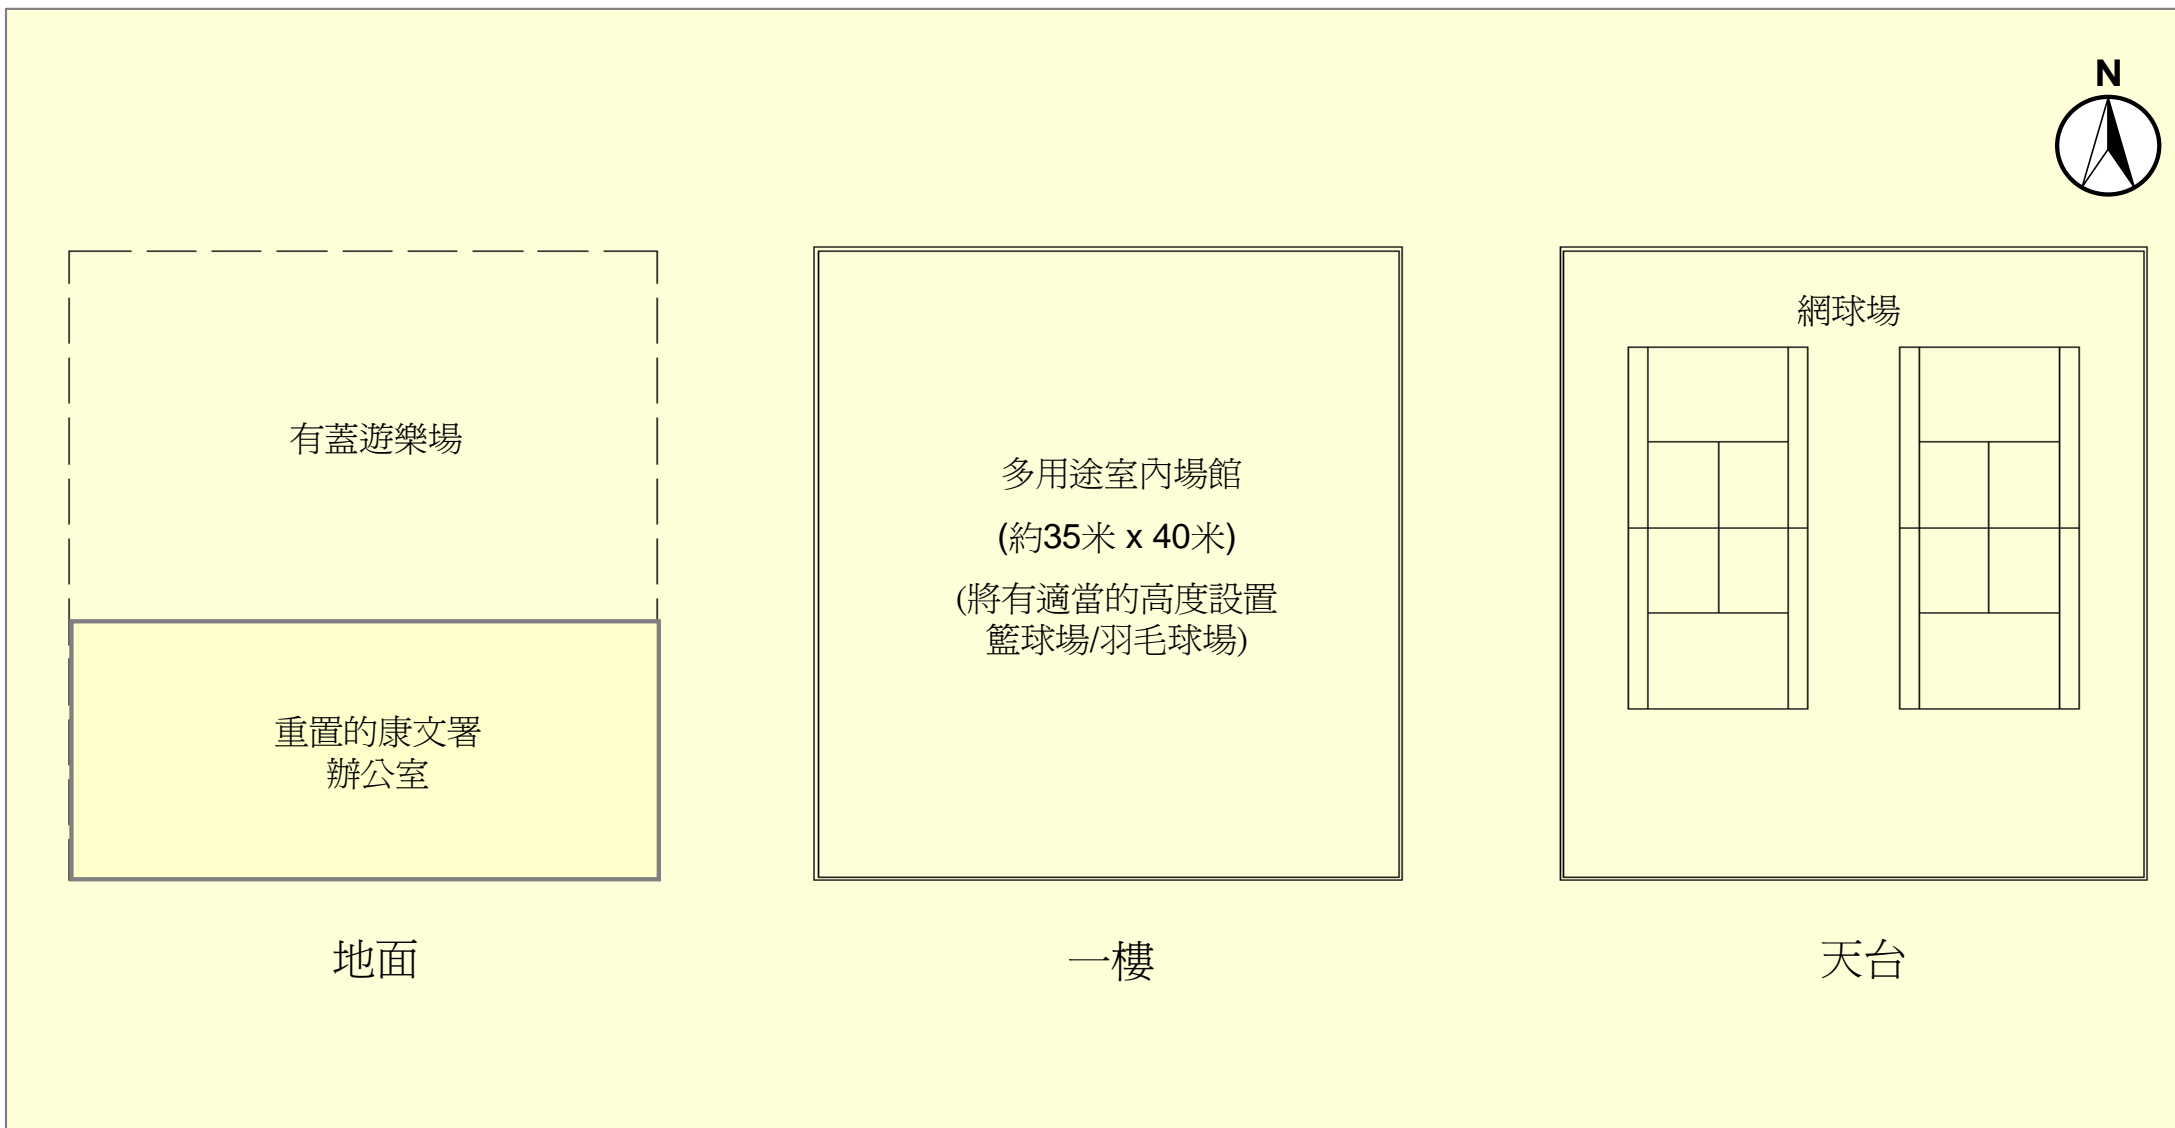 N
有蓋遊樂場
重置的康文署
辦公室
地面
多用途室內場館
(約35米 x 40米)
(將有適當的高度設置
籃球場/羽毛球場)
一樓
網球場
天台